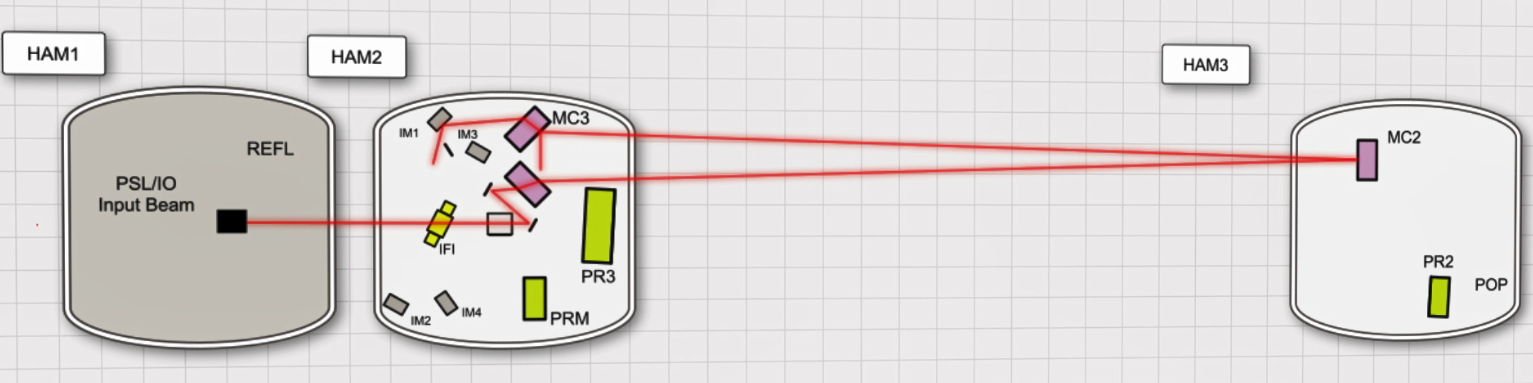 HAM1
HAM2
HAM3
REFL
PSL/IO
Input Beam
IM1
IM3
MC3
IFI
IM2
IM4
PR3
PRM
MC2
PR2
POP